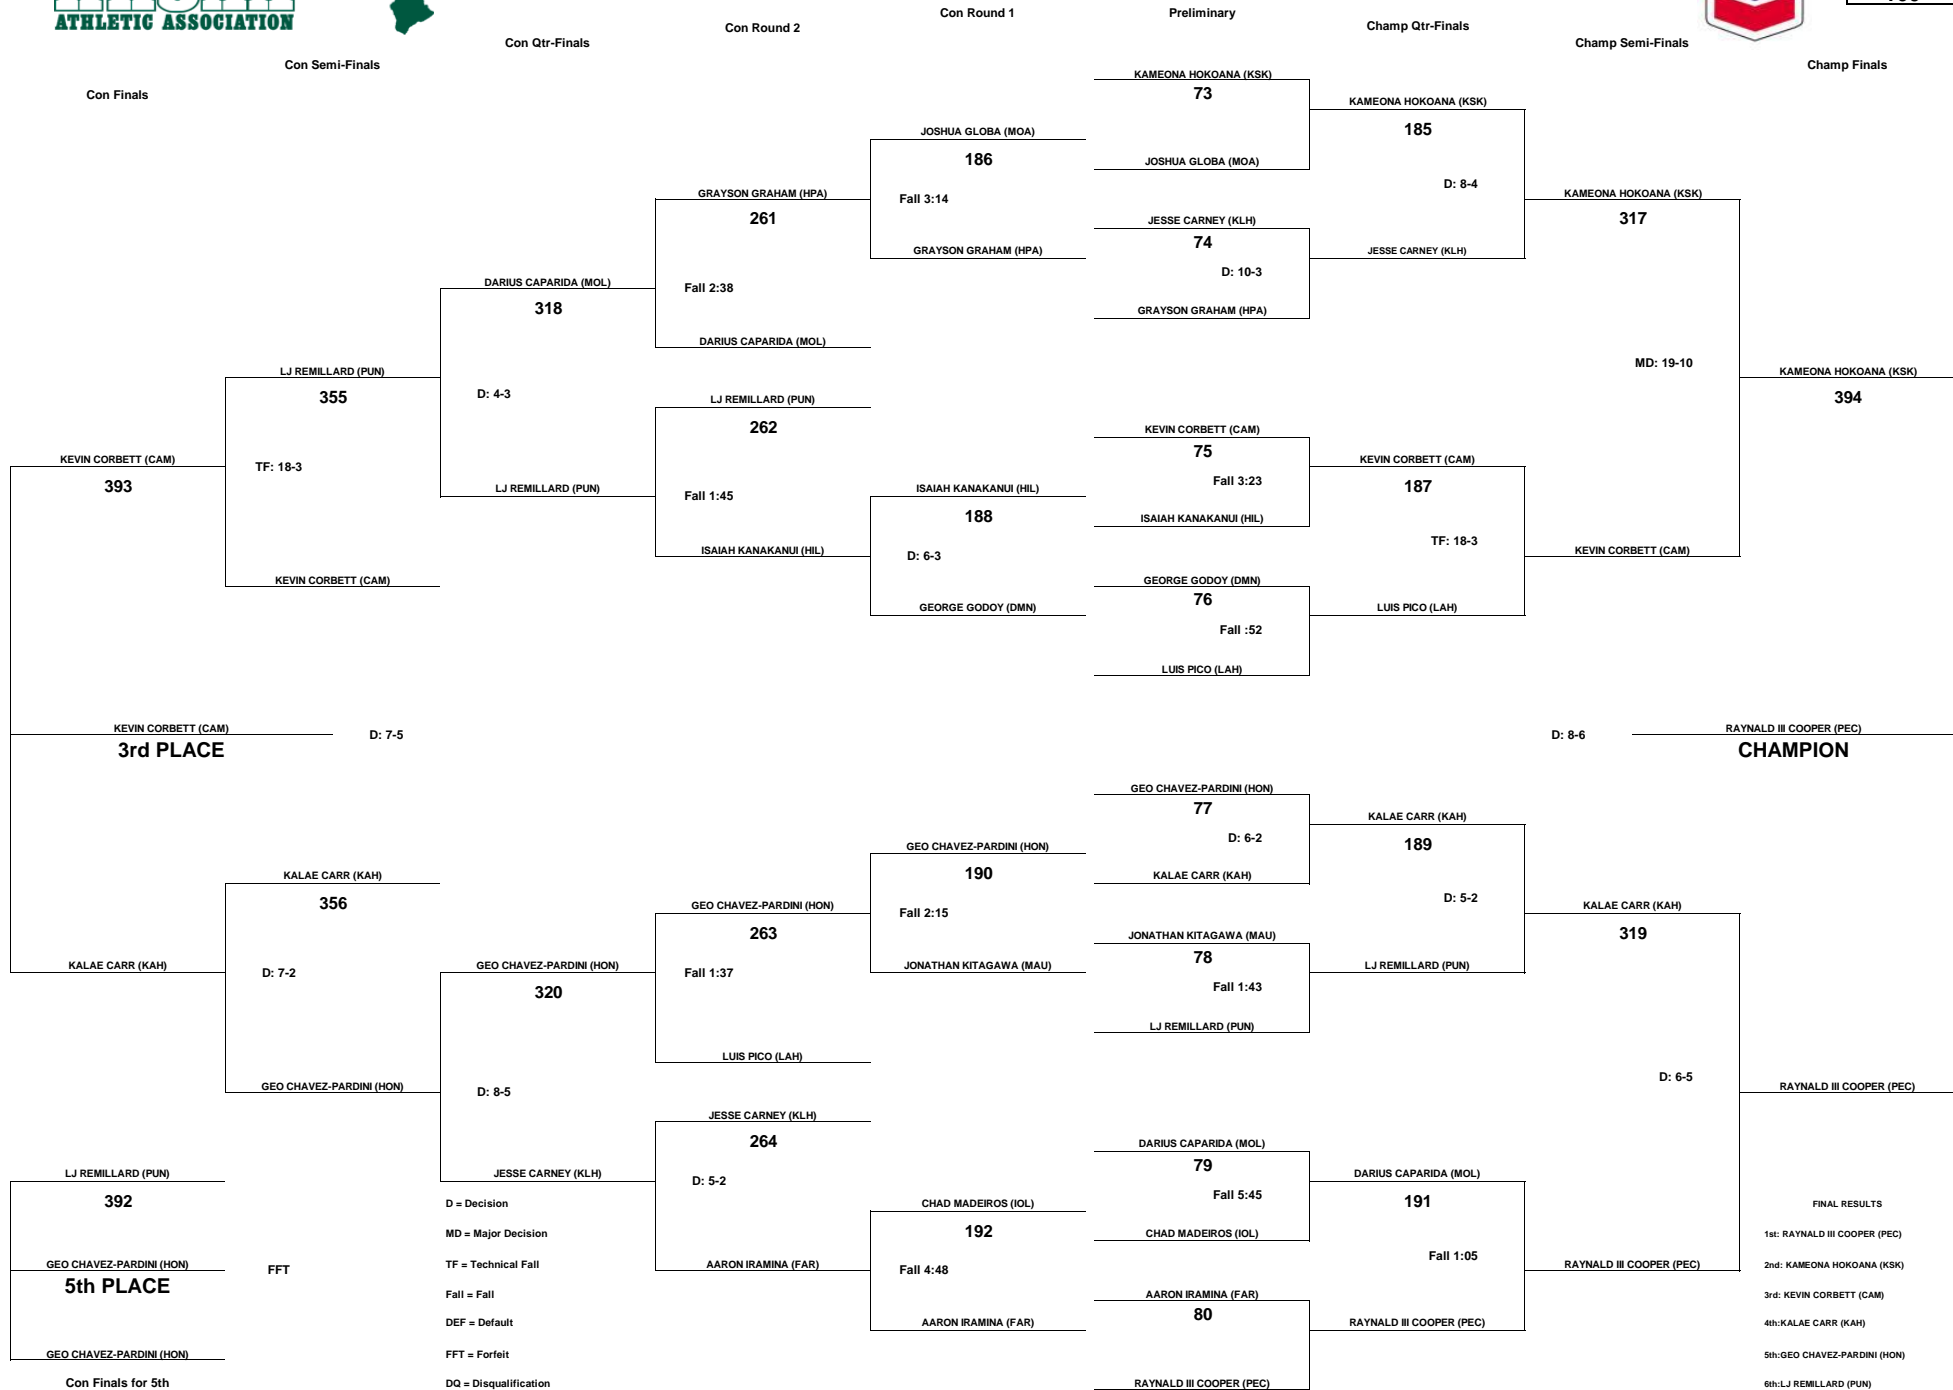 ATHLETIC ASSOCIATION
Con Finals
Con Semi-Finals
Con Qtr-Finals
Con Round 2
Con Round 1
Preliminary
Champ Qtr-Finals
Champ Semi-Finals
Champ Finals
KAMEONA HOKOANA (KSK)
73
JOSHUA GLOBA (MOA)
JESSE CARNEY (KLH)
74
D: 10-3
GRAYSON GRAHAM (HPA)
KEVIN CORBETT (CAM)
75
Fall 3:23
ISAIAH KANAKANUI (HIL)
GEORGE GODOY (DMN)
76
Fall :52
LUIS PICO (LAH)
GEO CHAVEZ-PARDINI (HON)
77
D: 6-2
KALAE CARR (KAH)
JONATHAN KITAGAWA (MAU)
78
Fall 1:43
LJ REMILLARD (PUN)
DARIUS CAPARIDA (MOL)
79
Fall 5:45
CHAD MADEIROS (IOL)
AARON IRAMINA (FAR)
80
RAYNALD III COOPER (PEC)
KAMEONA HOKOANA (KSK)
185
D: 8-4
JESSE CARNEY (KLH)
KEVIN CORBETT (CAM)
187
TF: 18-3
LUIS PICO (LAH)
KALAE CARR (KAH)
189
D: 5-2
LJ REMILLARD (PUN)
DARIUS CAPARIDA (MOL)
191
Fall 1:05
RAYNALD III COOPER (PEC)
KAMEONA HOKOANA (KSK)
317
MD: 19-10
KEVIN CORBETT (CAM)
KALAE CARR (KAH)
319
D: 6-5
RAYNALD III COOPER (PEC)
KAMEONA HOKOANA (KSK)
394
D: 8-6
RAYNALD III COOPER (PEC)
CHAMPION
RAYNALD III COOPER (PEC)
JOSHUA GLOBA (MOA)
186
Fall 3:14
GRAYSON GRAHAM (HPA)
ISAIAH KANAKANUI (HIL)
188
D: 6-3
GEORGE GODOY (DMN)
GEO CHAVEZ-PARDINI (HON)
190
Fall 2:15
JONATHAN KITAGAWA (MAU)
CHAD MADEIROS (IOL)
192
Fall 4:48
AARON IRAMINA (FAR)
GRAYSON GRAHAM (HPA)
261
Fall 2:38
DARIUS CAPARIDA (MOL)
LJ REMILLARD (PUN)
262
Fall 1:45
ISAIAH KANAKANUI (HIL)
GEO CHAVEZ-PARDINI (HON)
263
Fall 1:37
LUIS PICO (LAH)
JESSE CARNEY (KLH)
264
D: 5-2
AARON IRAMINA (FAR)
DARIUS CAPARIDA (MOL)
318
D: 4-3
LJ REMILLARD (PUN)
GEO CHAVEZ-PARDINI (HON)
320
D: 8-5
JESSE CARNEY (KLH)
LJ REMILLARD (PUN)
355
TF: 18-3
KEVIN CORBETT (CAM)
KALAE CARR (KAH)
356
D: 7-2
GEO CHAVEZ-PARDINI (HON)
KEVIN CORBETT (CAM)
393
KEVIN CORBETT (CAM)
3rd PLACE
D: 7-5
KALAE CARR (KAH)
LJ REMILLARD (PUN)
392
GEO CHAVEZ-PARDINI (HON)
5th PLACE
FFT
GEO CHAVEZ-PARDINI (HON)
Con Finals for 5th
D = Decision
MD = Major Decision
TF = Technical Fall
Fall = Fall
DEF = Default
FFT = Forfeit
DQ = Disqualification
FINAL RESULTS
1st: RAYNALD III COOPER (PEC)
2nd: KAMEONA HOKOANA (KSK)
3rd: KEVIN CORBETT (CAM)
4th:KALAE CARR (KAH)
5th:GEO CHAVEZ-PARDINI (HON)
6th:LJ REMILLARD (PUN)